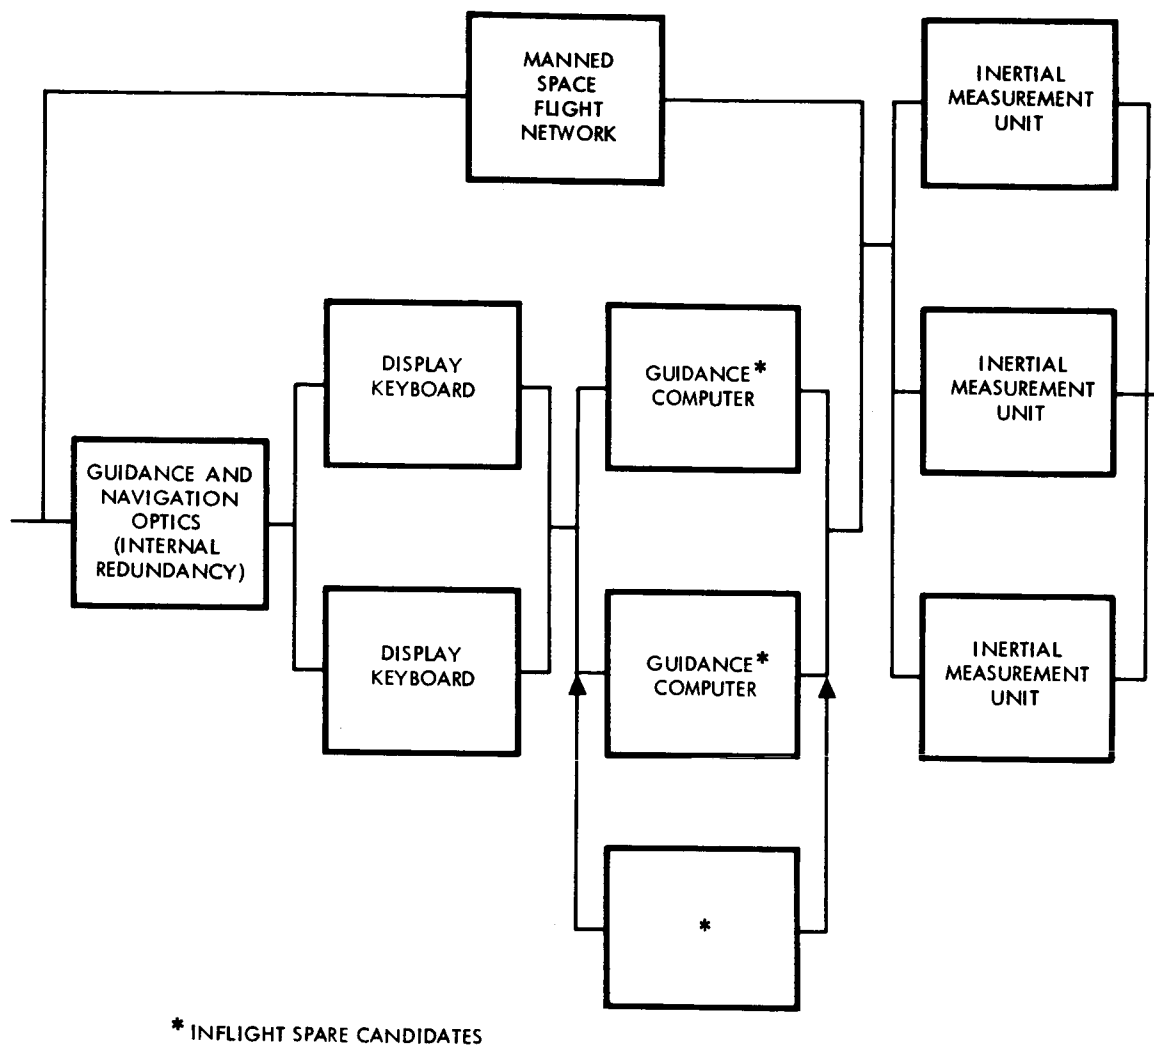 MANNED
SPACE
FLIGHT
NETWORK
INERTIAL
MEASUREMENT
UNIT
DISPLAY
KEYBOARD
GUIDANCE*
COMPUTER
INERTIAL
MEASUREMENT
UNIT
GUIDANCE AND
NAVIGATION
OPTICS
(INTERNAL
REDUNDANCY)
DISPLAY
KEYBOARD
GUIDANCE*
COMPUTER
INERTIAL
MEASUREMENT
UNIT
*
* INFLIGHT SPARE CANDIDATES